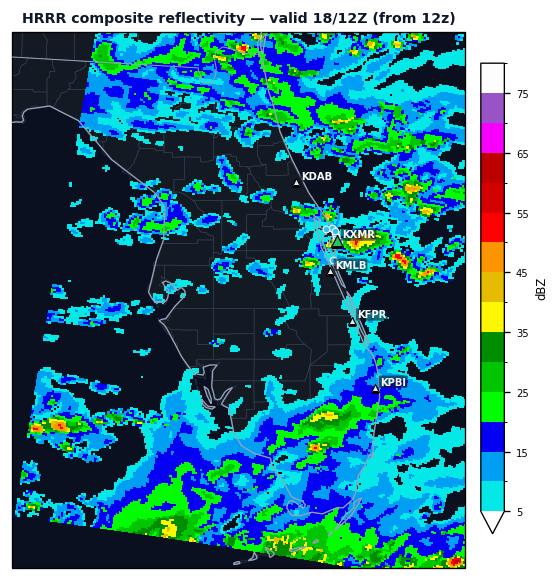 HRRR composite reflectivity — valid 18/12Z (from 12z)
KDAB
KXMR
KMLB
KFPR
KPBI
75
65
55
45
35
25
15
5
dBZ